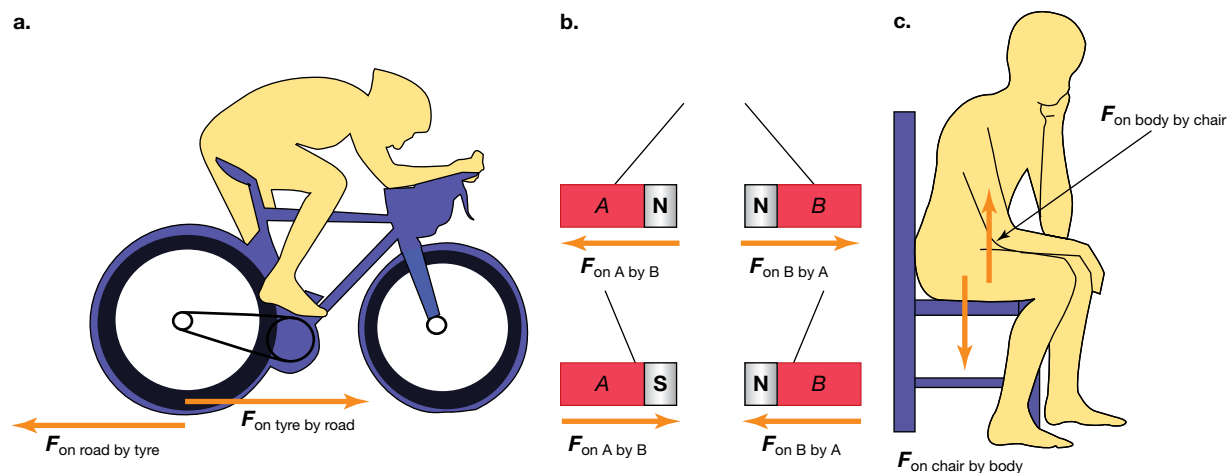 a.
b.
c.
F on body by chair
A N
N B
F on A by B
F on B by A
A S
N B
F on tyre by road
F on road by tyre
F on A by B
F on B by A
F on chair by body